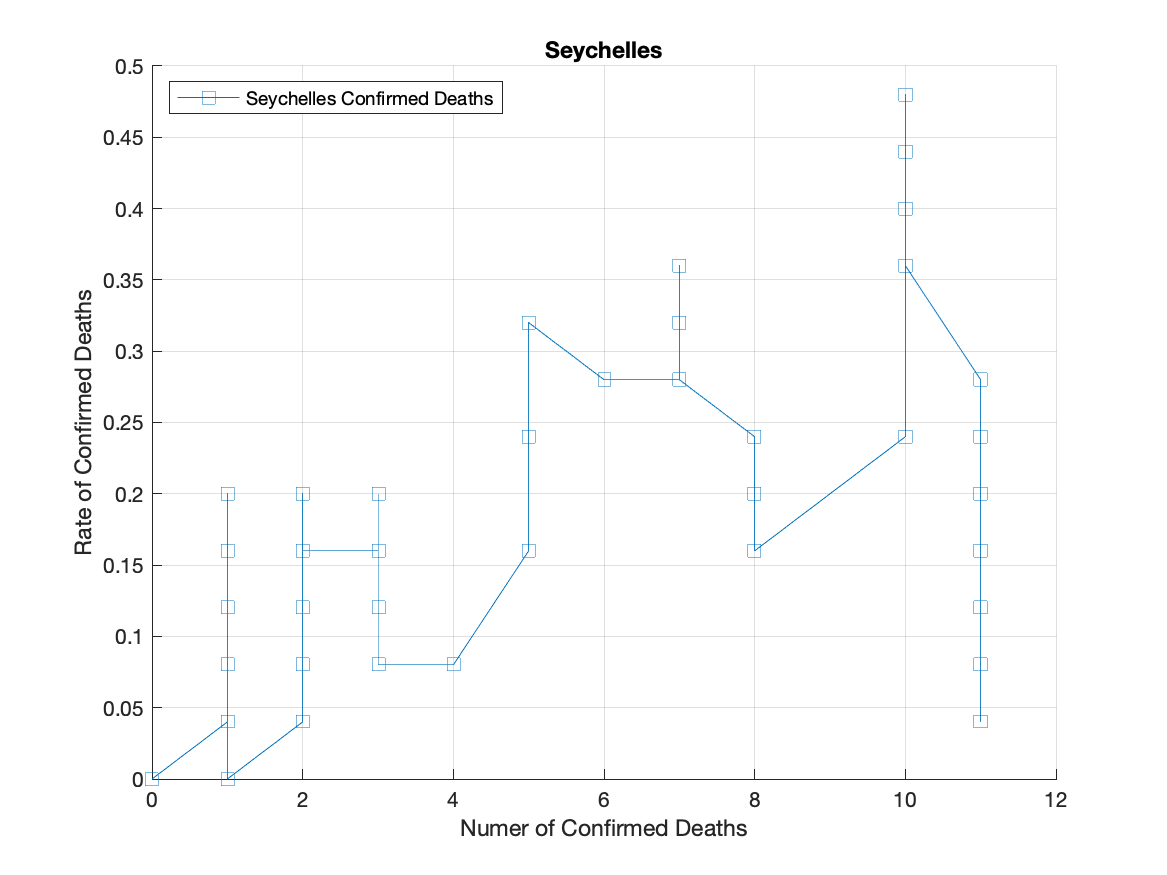 Seychelles
Seychelles Confirmed Deaths
Rate of Confirmed Deaths
0.5
0.45
0.4
0.35
0.3
0.25
0.2
0.15
0.1
0.05
0
0 2 4 6 8 10 12
Numer of Confirmed Deaths